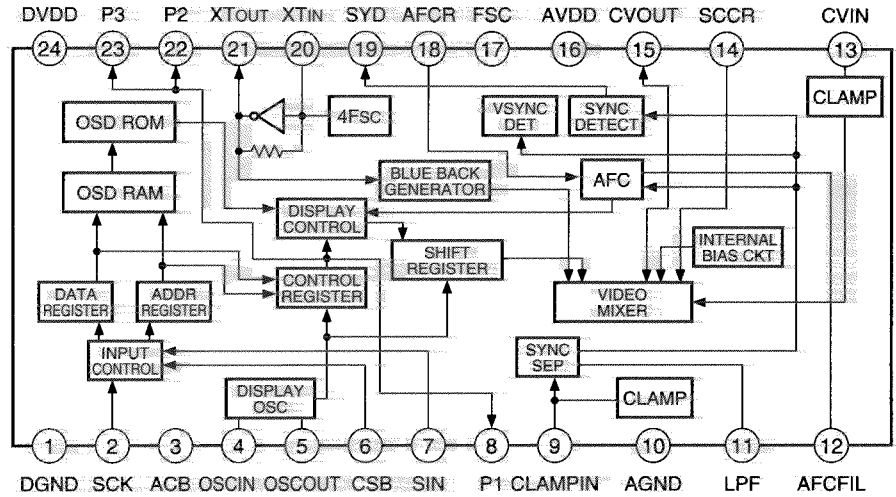 DVDD P3 P2 XTOUT XTIN SYD AFCR FSC AVDD CVOUT SCCR CVIN
24 23 22 21 20 19 18 17 16 15 14 13
CLAMP
OSD ROM
4FSC
VSYNC
DET
SYNC
DETECT
OSD RAM
BLUE BACK
GENERATOR
AFC
DISPLAY
CONTROL
SHIFT
REGISTER
INTERNAL
BIAS CKT
DATA
REGISTER
ADDR
REGISTER
CONTROL
REGISTER
VIDEO
MIXER
INPUT
CONTROL
SYNC
SEP
DISPLAY
OSC
CLAMP
1 2 3 4 5 6 7 8 9 10 11 12
DGND SCK ACB OSCIN OSCOUT CSB SIN P1 CLAMPIN AGND LPF AFCFIL